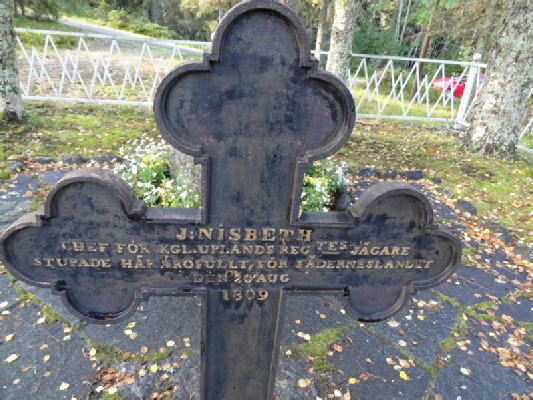 J: NISBETH
CHEF FÖR KGL: UPLANDS REG TES JÄGARE
STUPADE HÄR ÄROFULLT, FÖR FÄDERNESLANDET
DEN 20 AUG
1809